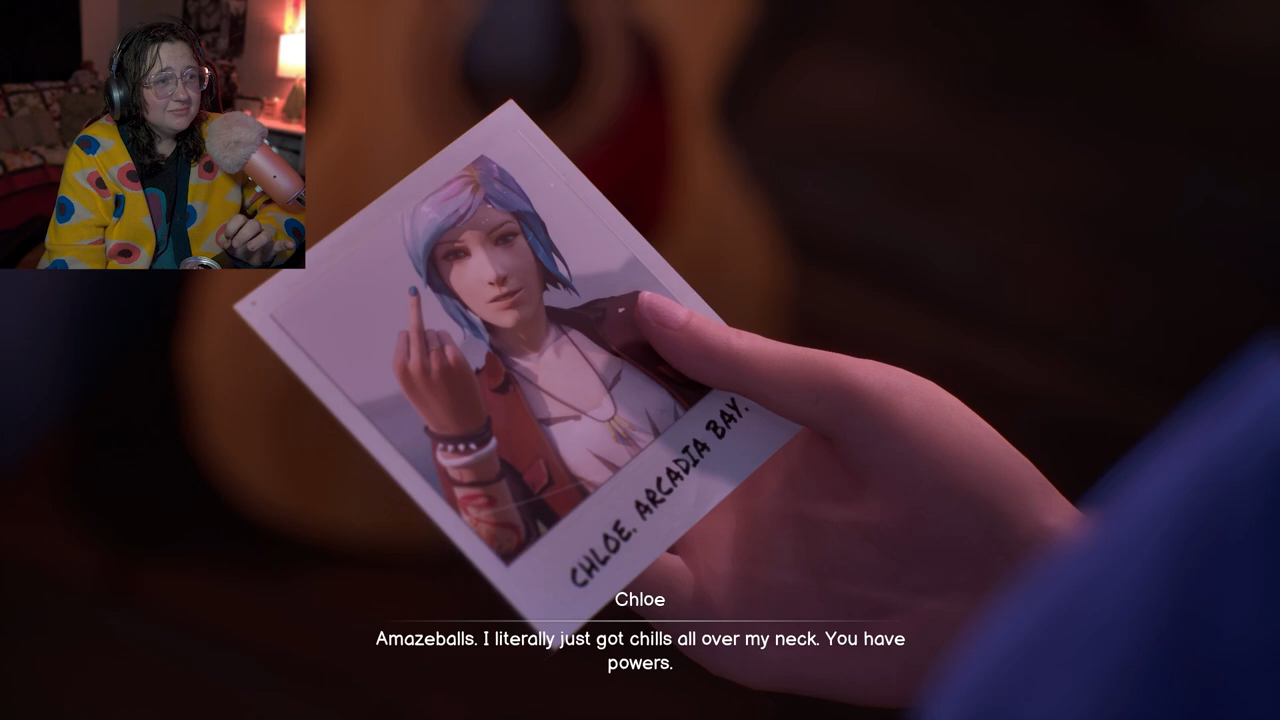 CHLOE. ARCADIA BAY.
Chloe
Amazeballs. I literally just got chills all over my neck. You have
powers.